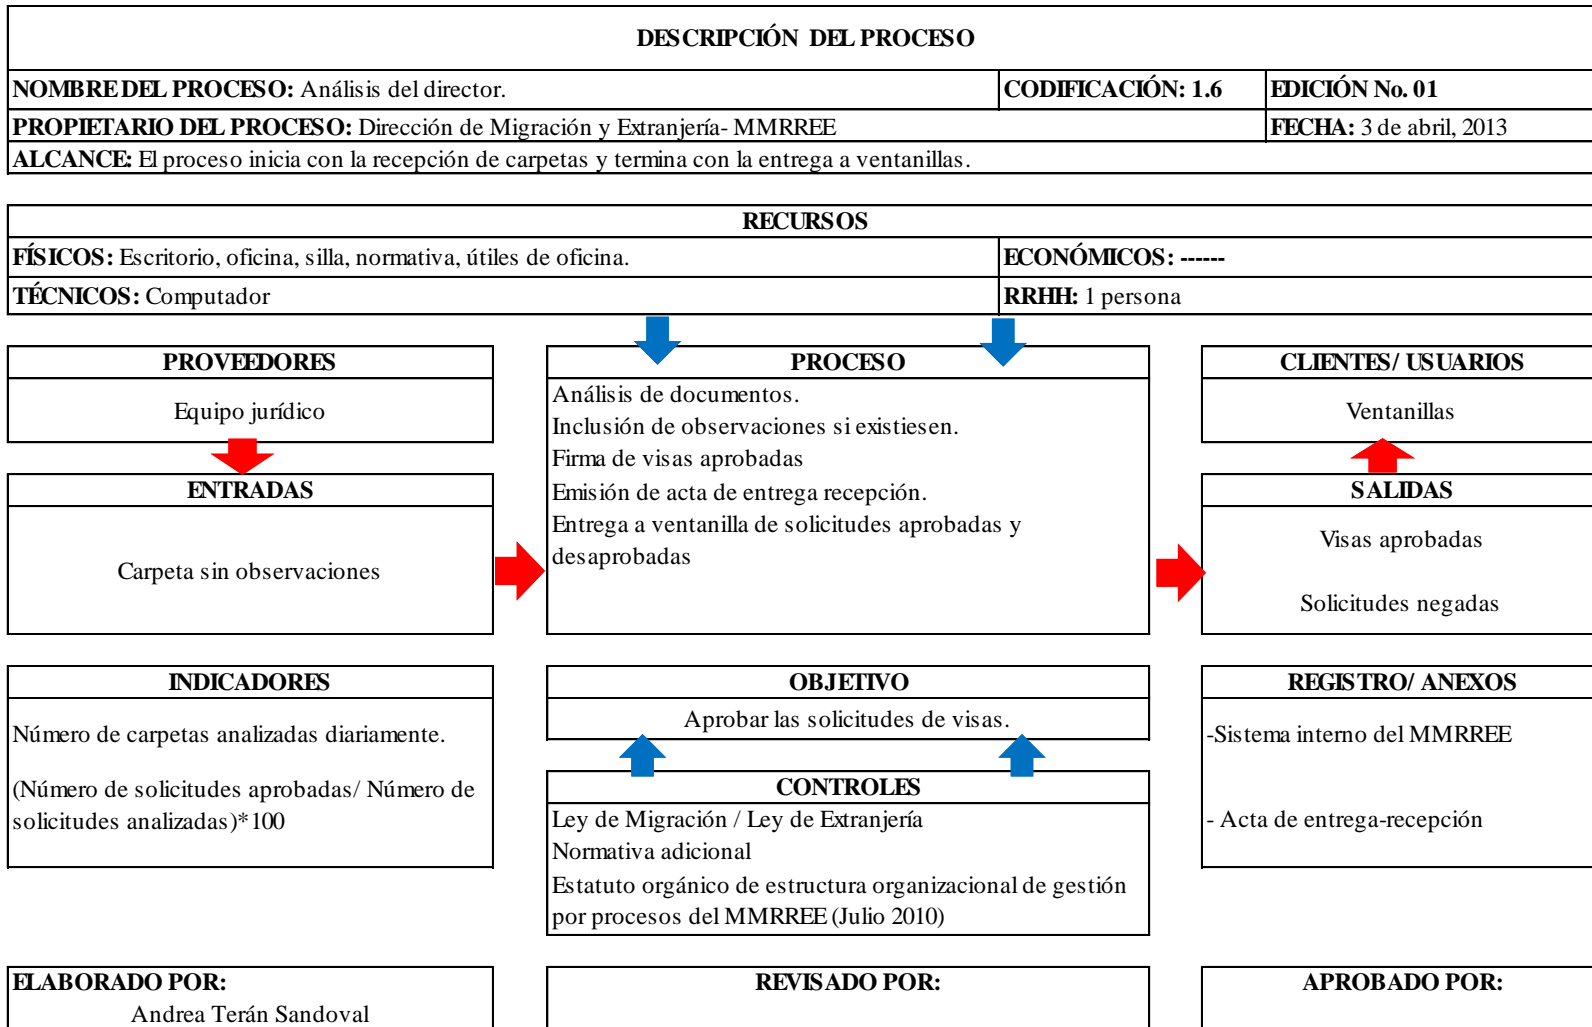 DESCRIPCIÓN DEL PROCESO
NOMBRE DEL PROCESO: Análisis del director.
CODIFICACIÓN: 1.6
EDICIÓN No. 01
PROPIETARIO DEL PROCESO: Dirección de Migración y Extranjería- MMRREE
FECHA: 3 de abril, 2013
ALCANCE: El proceso inicia con la recepción de carpetas y termina con la entrega a ventanillas.
RECURSOS
FÍSICOS: Escritorio, oficina, silla, normativa, útiles de oficina.
ECONÓMICOS: ------
TÉCNICOS: Computador
RRHH: 1 persona
PROVEEDORES
Equipo jurídico
ENTRADAS
Carpeta sin observaciones
PROCESO
Análisis de documentos.
Inclusión de observaciones si existiesen.
Firma de visas aprobadas
Emisión de acta de entrega recepción.
Entrega a ventanilla de solicitudes aprobadas y
desaprobadas
CLIENTES/ USUARIOS
Ventanillas
SALIDAS
Visas aprobadas
Solicitudes negadas
INDICADORES
Número de carpetas analizadas diariamente.
(Número de solicitudes aprobadas/ Número de
solicitudes analizadas)*100
OBJETIVO
Aprobar las solicitudes de visas.
CONTROLES
Ley de Migración / Ley de Extranjería
Normativa adicional
Estatuto orgánico de estructura organizacional de gestión
por procesos del MMRREE (Julio 2010)
REGISTRO/ ANEXOS
-Sistema interno del MMRREE
- Acta de entrega-recepción
ELABORADO POR:
Andrea Terán Sandoval
REVISADO POR:
APROBADO POR: